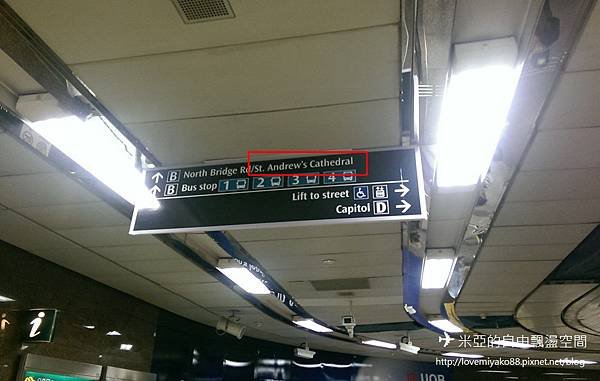 ↑ B North Bridge Rd/St. Andrew's Cathedral
↑ B Bus stop 1 2 3 4
Lift to street →
Capitol D →
i
UOB
米亞的自由飄盪空間
http://lovemiyako88.pixnet.net/blog